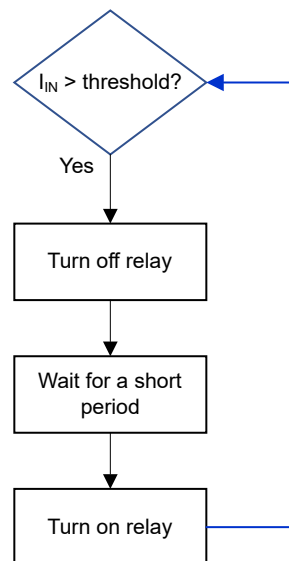 I_IN > threshold?
Yes
Turn off relay
Wait for a short
period
Turn on relay